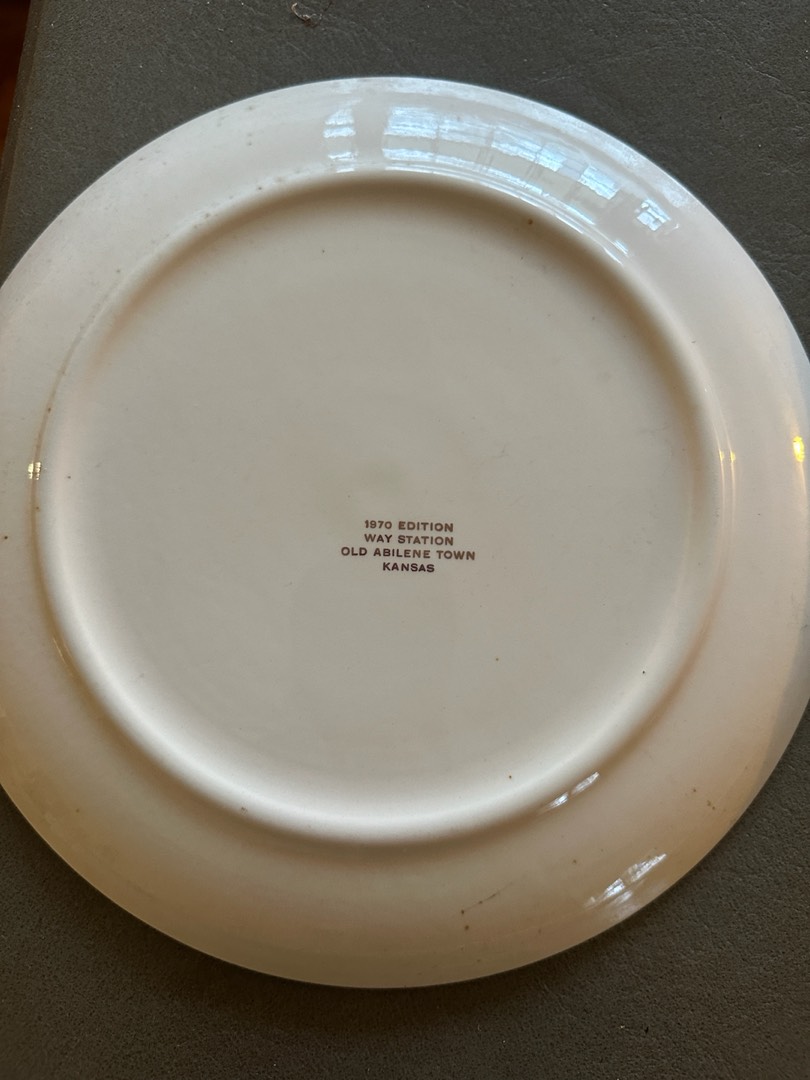 1970 EDITION
WAY STATION
OLD ABILENE TOWN
KANSAS